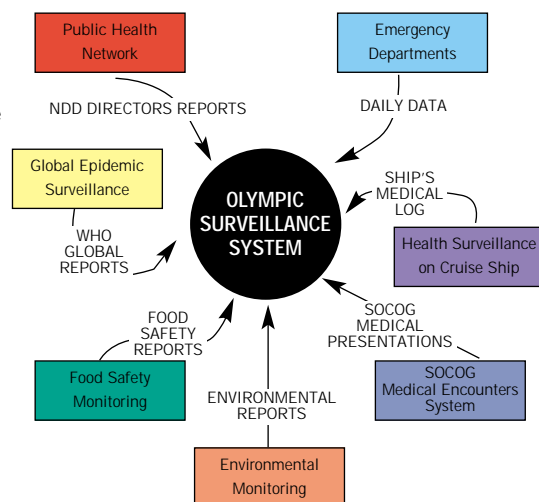 Public Health
Network
Emergency
Departments
NDD DIRECTORS REPORTS
DAILY DATA
e
Global Epidemic
Surveillance
SHIP'S
MEDICAL
LOG
OLYMPIC
SURVEILLANCE
SYSTEM
WHO
GLOBAL
REPORTS
Health Surveillance
on Cruise Ship
FOOD
SAFETY
REPORTS
SOCOG
MEDICAL
PRESENTATIONS
Food Safety
Monitoring
SOCOG
Medical Encounters
System
ENVIRONMENTAL
REPORTS
Environmental
Monitoring